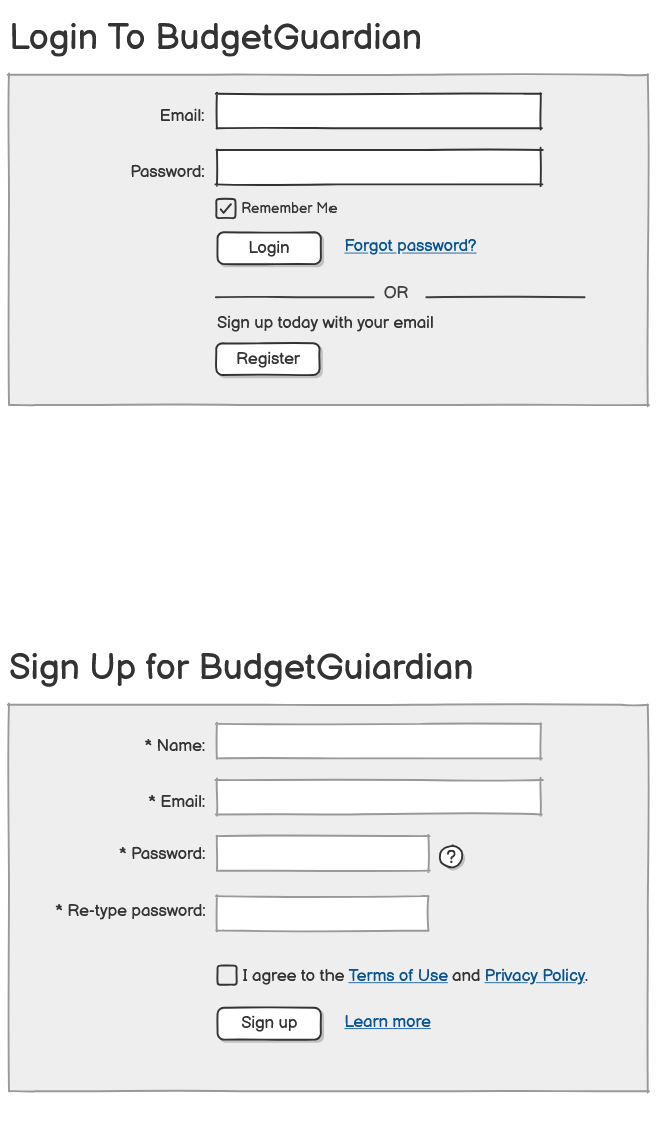 Login To BudgetGuardian
Email:
Password:
Remember Me
Login Forgot password?
OR
Sign up today with your email
Register
Sign Up for BudgetGuiardian
* Name:
* Email:
* Password: ?
* Re-type password:
I agree to the Terms of Use and Privacy Policy.
Sign up Learn more